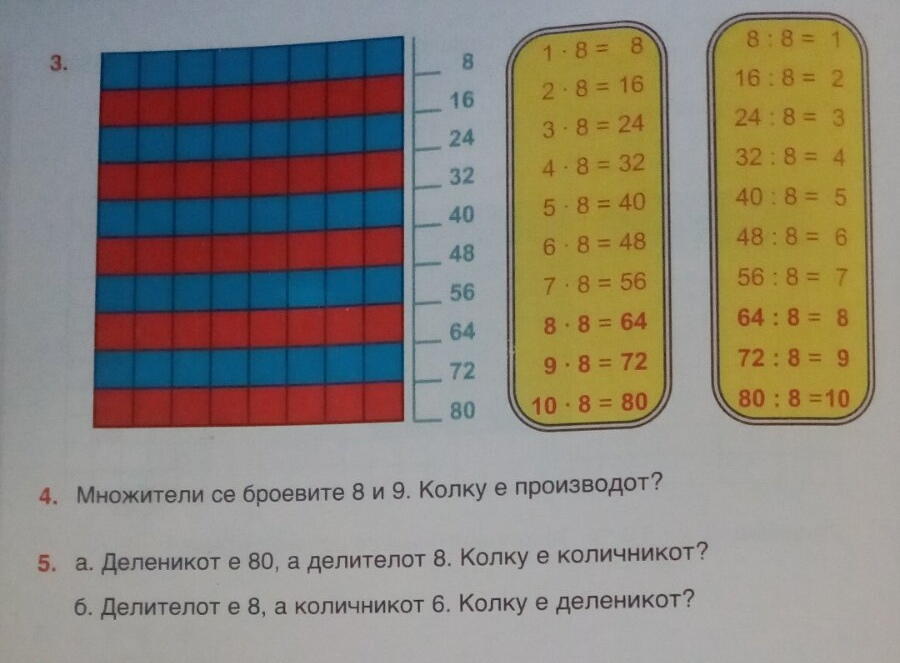 3.
8
16
24
32
40
48
56
64
72
80
1 · 8 = 8
2 · 8 = 16
3 · 8 = 24
4 · 8 = 32
5 · 8 = 40
6 · 8 = 48
7 · 8 = 56
8 · 8 = 64
9 · 8 = 72
10 · 8 = 80
8 : 8 = 1
16 : 8 = 2
24 : 8 = 3
32 : 8 = 4
40 : 8 = 5
48 : 8 = 6
56 : 8 = 7
64 : 8 = 8
72 : 8 = 9
80 : 8 =10
4. Множители се броевите 8 и 9. Колку е производот?
5. а. Деленикот е 80, а делителот 8. Колку е количникот?
б. Делителот е 8, а количникот 6. Колку е деленикот?